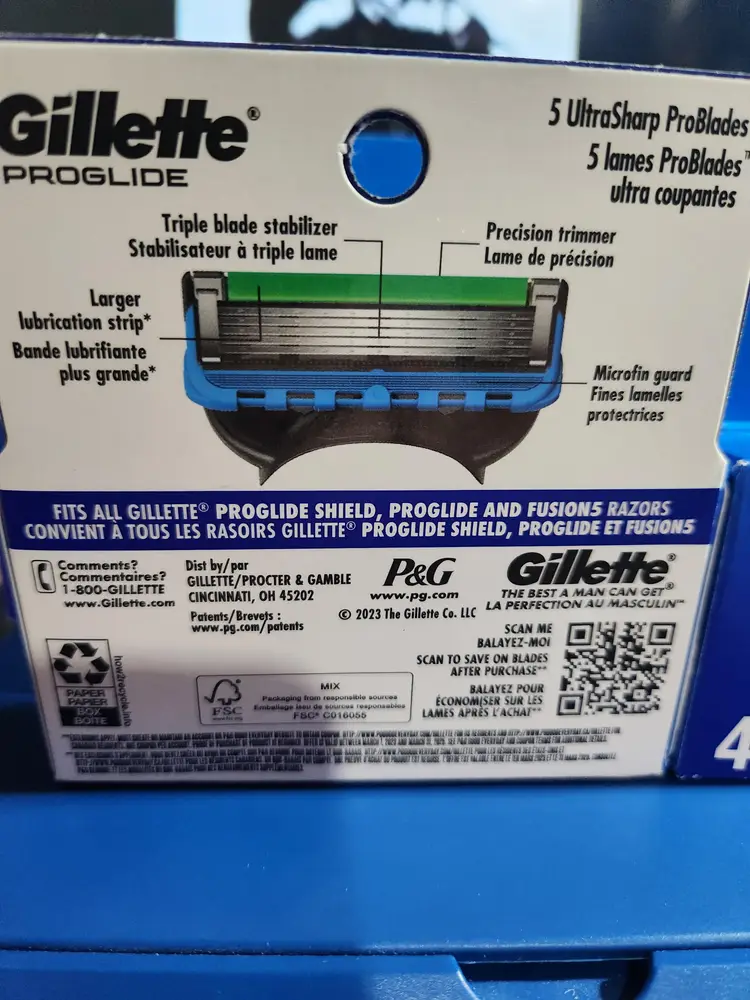 Gillette®
PROGLIDE
5 UltraSharp ProBlades
5 lames ProBlades™
ultra coupantes
Triple blade stabilizer
Stabilisateur à triple lame
Precision trimmer
Lame de précision
Larger
lubrication strip*
Bande lubrifiante
plus grande*
Microfin guard
Fines lamelles
protectrices
FITS ALL GILLETTE® PROGLIDE SHIELD, PROGLIDE AND FUSION5 RAZORS
CONVIENT À TOUS LES RASOIRS GILLETTE® PROGLIDE SHIELD, PROGLIDE ET FUSION5
Comments?
Commentaires?
1-800-GILLETTE
www.Gillette.com
Dist by/par
GILLETTE/PROCTER & GAMBLE
CINCINNATI, OH 45202
Patents/Brevets :
www.pg.com/patents
P&G
www.pg.com
© 2023 The Gillette Co. LLC
Gillette®
THE BEST A MAN CAN GET®
LA PERFECTION AU MASCULIN™
SCAN ME
BALAYEZ-MOI
SCAN TO SAVE ON BLADES
AFTER PURCHASE**
BALAYEZ POUR
ÉCONOMISER SUR LES
LAMES APRÈS L'ACHAT**
PAPER
PAPIER
BOX
BOÎTE
how2recycle.info
FSC
www.fsc.org
MIX
Packaging from responsible sources
Emballage issu de sources responsables
FSC® C016055
4